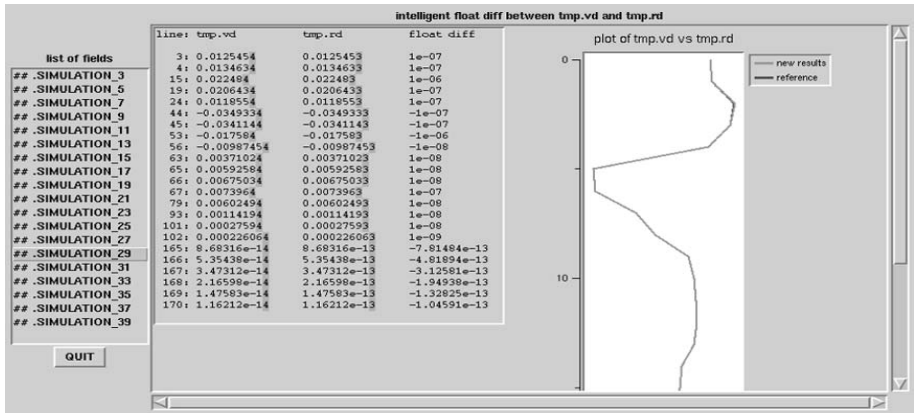 intelligent float diff between tmp.vd and tmp.rd
list of fields
## .SIMULATION_3
## .SIMULATION_5
## .SIMULATION_7
## .SIMULATION_9
## .SIMULATION_11
## .SIMULATION_13
## .SIMULATION_15
## .SIMULATION_17
## .SIMULATION_19
## .SIMULATION_21
## .SIMULATION_23
## .SIMULATION_25
## .SIMULATION_27
## .SIMULATION_29
## .SIMULATION_31
## .SIMULATION_33
## .SIMULATION_35
## .SIMULATION_37
## .SIMULATION_39
QUIT
line: tmp.vd tmp.rd float diff
3: 0.0125454 0.0125453 1e-07
4: 0.0134634 0.0134633 1e-07
15: 0.022484 0.022483 1e-06
19: 0.0206434 0.0206433 1e-07
24: 0.0118554 0.0118553 1e-07
44: -0.0349334 -0.0349333 -1e-07
45: -0.0341144 -0.0341143 -1e-07
53: -0.017584 -0.017583 -1e-06
56: -0.00987454 -0.00987453 -1e-08
63: 0.00371024 0.00371023 1e-08
65: 0.00592584 0.00592583 1e-08
66: 0.00675034 0.00675033 1e-08
67: 0.0073964 0.0073963 1e-07
79: 0.00602494 0.00602493 1e-08
93: 0.00114194 0.00114193 1e-08
101: 0.00027594 0.00027593 1e-08
102: 0.000226064 0.000226063 1e-09
165: 8.68316e-14 8.68316e-13 -7.81484e-13
166: 5.35438e-14 5.35438e-13 -4.81894e-13
167: 3.47312e-14 3.47312e-13 -3.12581e-13
168: 2.16598e-14 2.16598e-13 -1.94938e-13
169: 1.47583e-14 1.47583e-13 -1.32825e-13
170: 1.16212e-14 1.16212e-13 -1.04591e-13
plot of tmp.vd vs tmp.rd
0
10
new results
reference